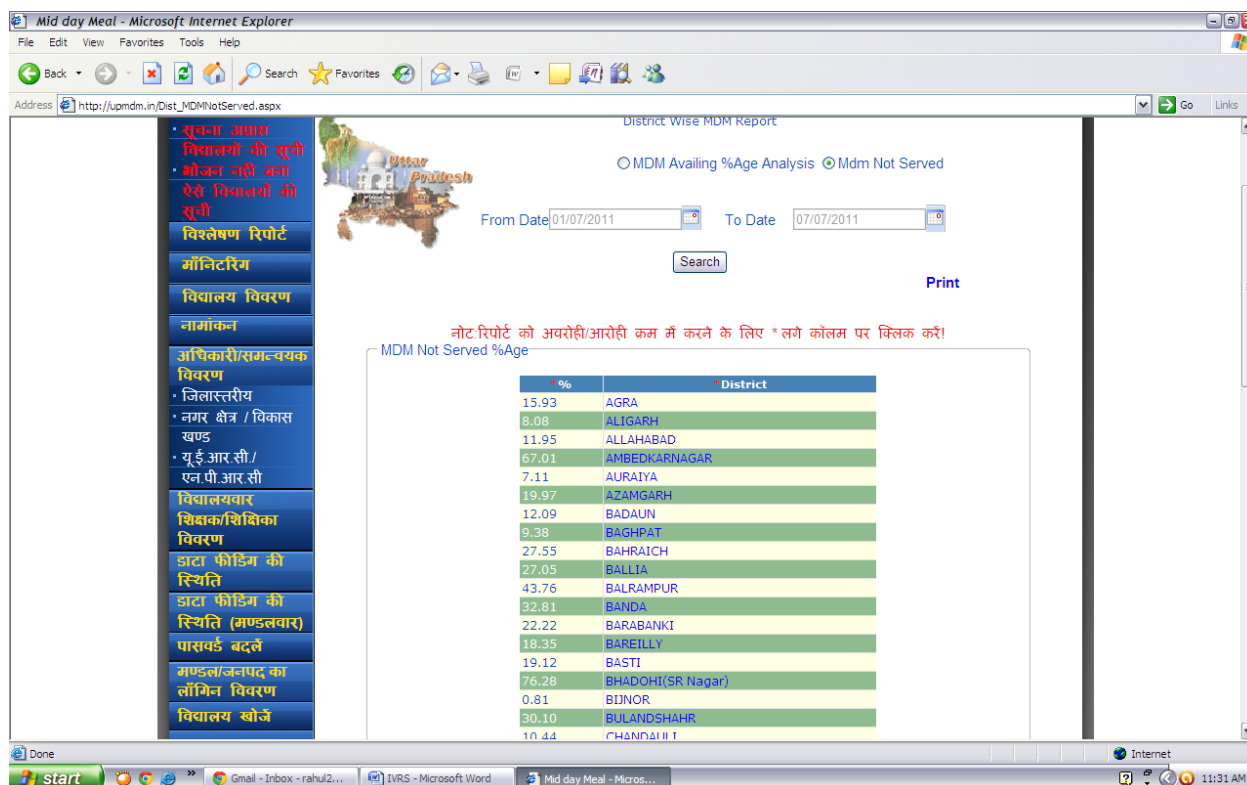 Mid day Meal - Microsoft Internet Explorer
File Edit View Favorites Tools Help
Back Search Favorites
Address http://upmdm.in/Dist_MDMNotServed.aspx Go Links
सूचना अप्राप्त
विद्यालयों की सूची
भोजन नहीं बना
ऐसे विद्यालयों की
सूची
विश्लेषण रिपोर्ट
मॉनिटरिंग
विद्यालय विवरण
नामांकन
अधिकारी/समन्वयक
विवरण
जिलास्तरीय
नगर क्षेत्र / विकास
खण्ड
यू.ई.आर.सी./
एन.पी.आर.सी
विद्यालयवार
शिक्षक/शिक्षिका
विवरण
डाटा फीडिंग की
स्थिति
डाटा फीडिंग की
स्थिति (मण्डलवार)
पासवर्ड बदलें
मण्डल/जनपद का
लॉगिन विवरण
विद्यालय खोजें
Uttar
Pradesh
District Wise MDM Report
MDM Availing %Age Analysis Mdm Not Served
From Date 01/07/2011 To Date 07/07/2011
Search
Print
नोट:रिपोर्ट को अवरोही/आरोही क्रम में करने के लिए * लगे कॉलम पर क्लिक करें!
MDM Not Served %Age
*% *District
15.93 AGRA
8.08 ALIGARH
11.95 ALLAHABAD
67.01 AMBEDKARNAGAR
7.11 AURAIYA
19.97 AZAMGARH
12.09 BADAUN
9.38 BAGHPAT
27.55 BAHRAICH
27.05 BALLIA
43.76 BALRAMPUR
32.81 BANDA
22.22 BARABANKI
18.35 BAREILLY
19.12 BASTI
76.28 BHADOHI(SR Nagar)
0.81 BIJNOR
30.10 BULANDSHAHR
10.44 CHANDAULI
Done Internet
start Gmail - Inbox - rahul2... IVRS - Microsoft Word Mid day Meal - Micros... 11:31 AM